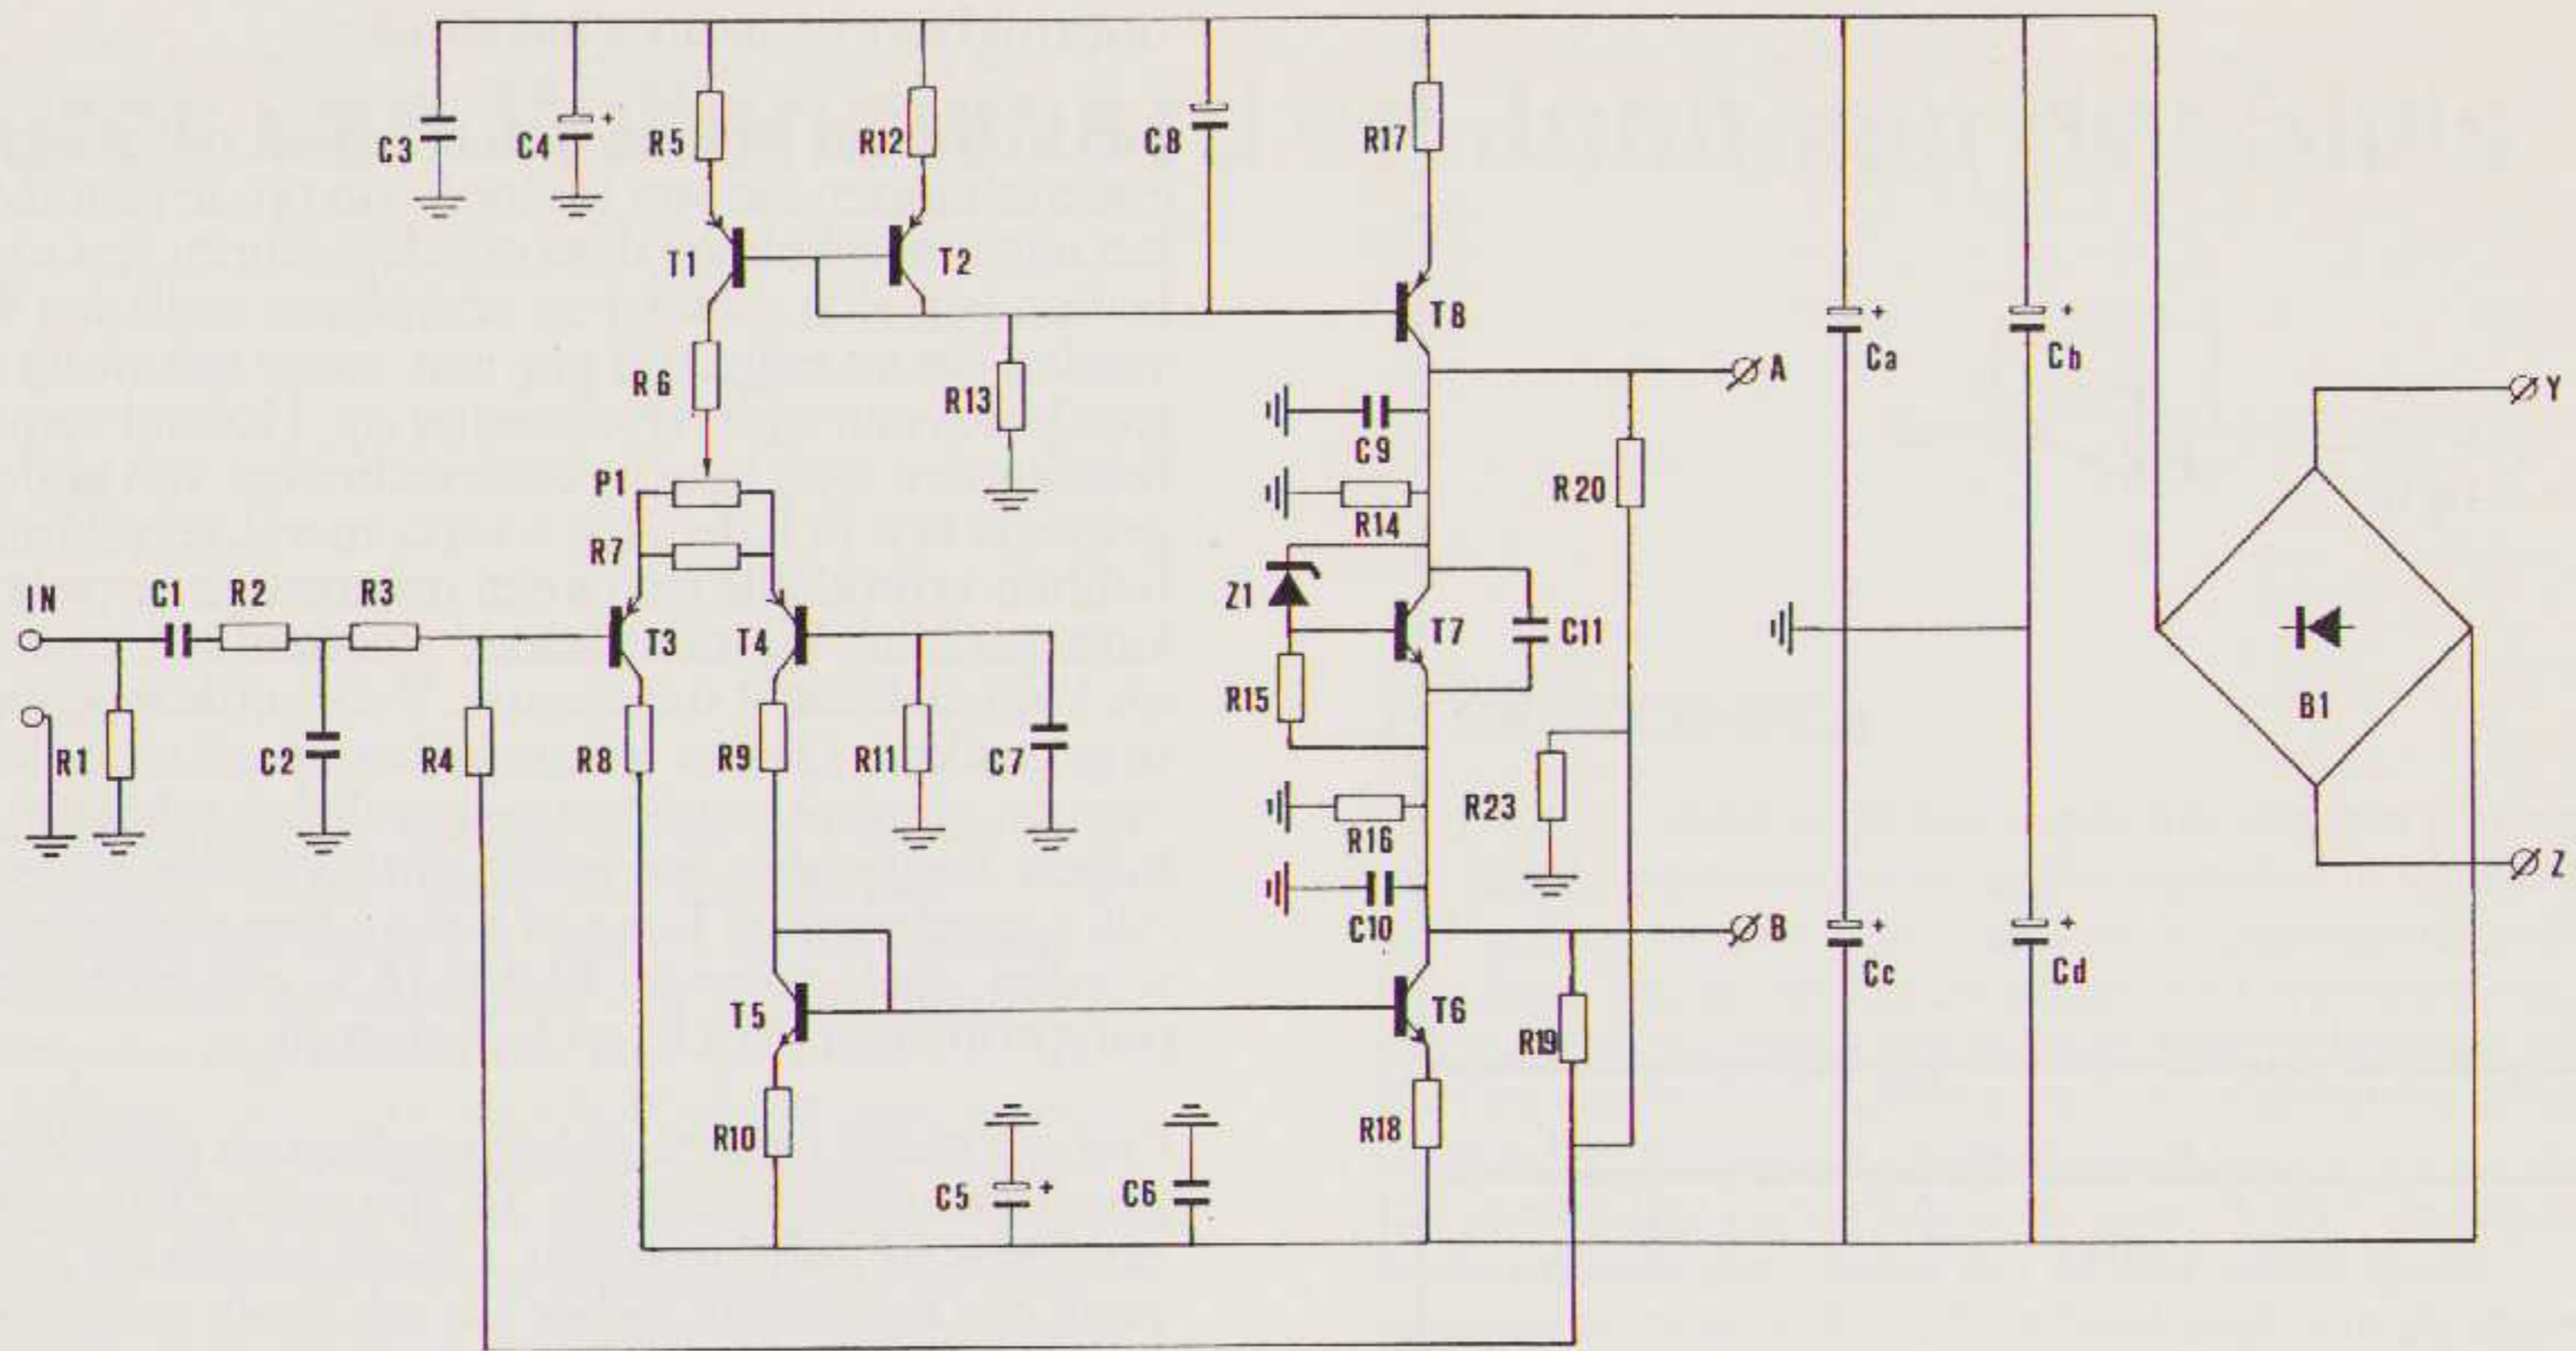 C3
C4
+
R5
R12
C8
R17
T1
T2
T8
A
+
Ca
+
Cb
Y
R6
R13
C9
R20
P1
R14
R7
IN
C1
R2
R3
T3
T4
Z1
T7
C11
B1
R1
C2
R4
R8
R9
R11
C7
R15
R23
R16
Z
C10
B
+
Cc
+
Cd
T5
T6
R19
R10
R18
C5
+
C6